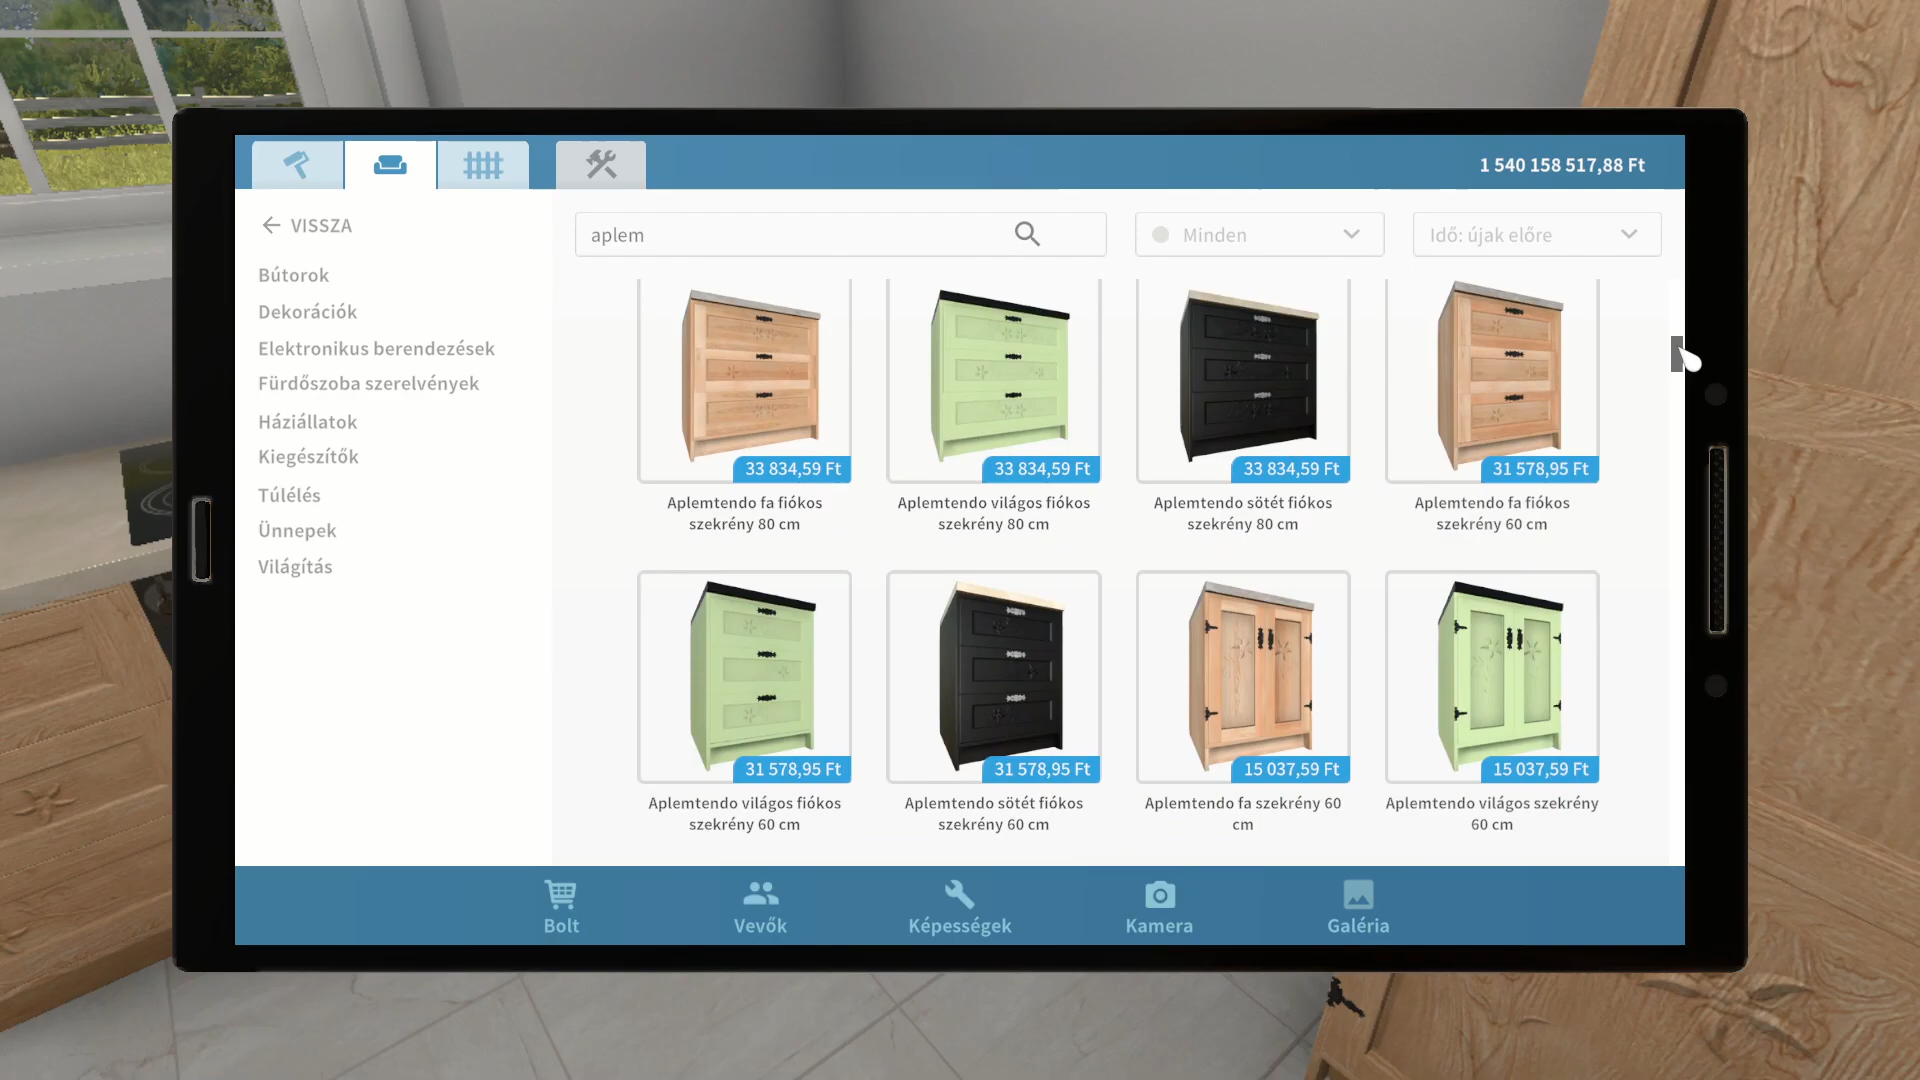 1 540 158 517,88 Ft
VISSZA
aplem
Minden
Idő: újak előre
Bútorok
Dekorációk
Elektronikus berendezések
Fürdőszoba szerelvények
Háziállatok
Kiegészítők
Túlélés
Ünnepek
Világítás
33 834,59 Ft
33 834,59 Ft
33 834,59 Ft
31 578,95 Ft
Aplemtendo fa fiókos
szekrény 80 cm
Aplemtendo világos fiókos
szekrény 80 cm
Aplemtendo sötét fiókos
szekrény 80 cm
Aplemtendo fa fiókos
szekrény 60 cm
31 578,95 Ft
31 578,95 Ft
15 037,59 Ft
15 037,59 Ft
Aplemtendo világos fiókos
szekrény 60 cm
Aplemtendo sötét fiókos
szekrény 60 cm
Aplemtendo fa szekrény 60
cm
Aplemtendo világos szekrény
60 cm
Bolt
Vevők
Képességek
Kamera
Galéria